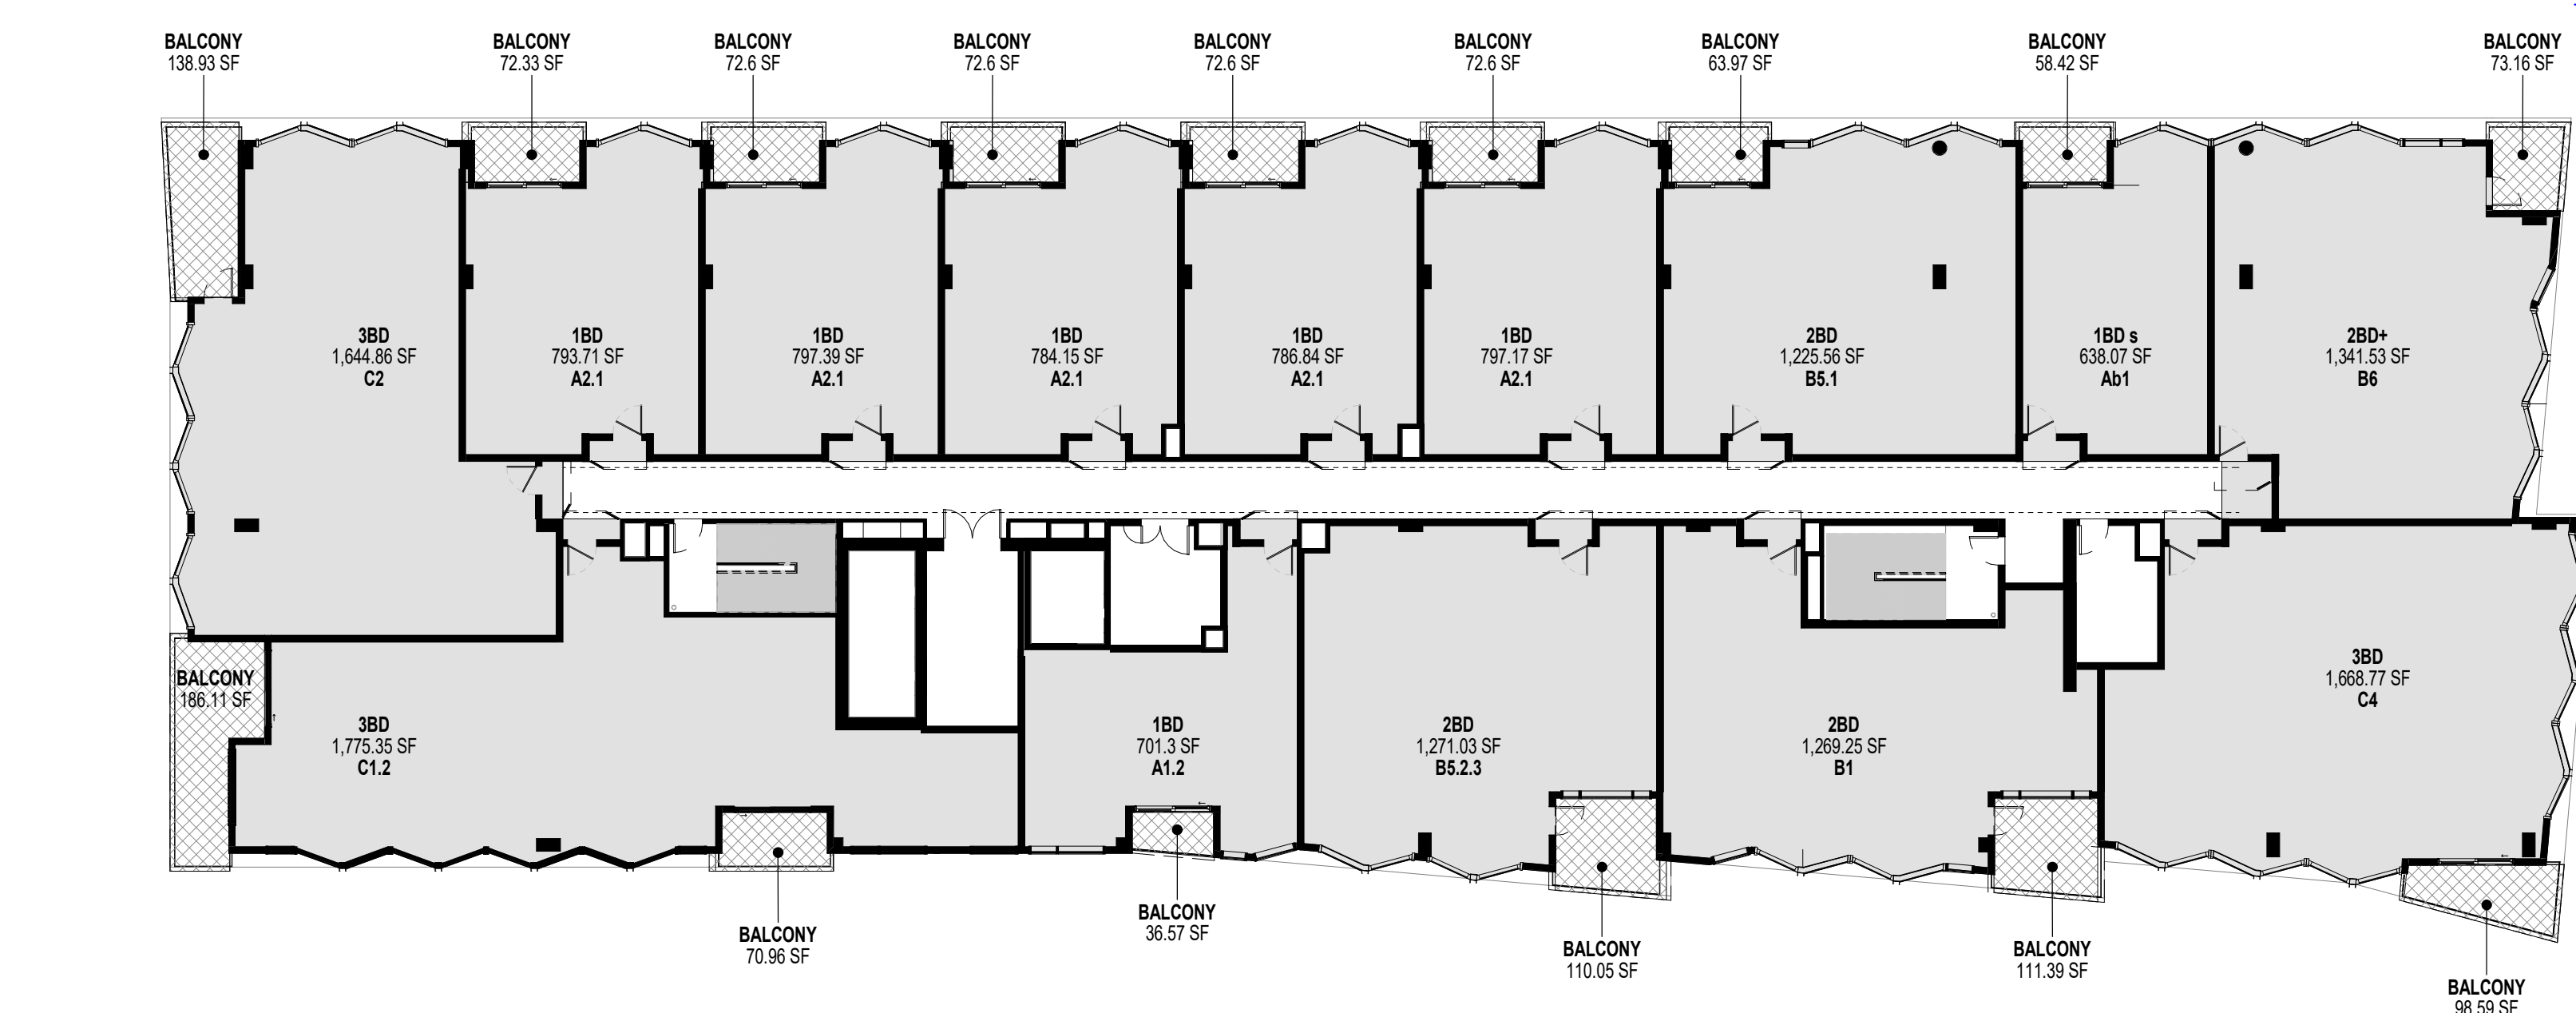 BALCONY
138.93 SF
BALCONY
72.33 SF
BALCONY
72.6 SF
BALCONY
72.6 SF
BALCONY
72.6 SF
BALCONY
72.6 SF
BALCONY
63.97 SF
BALCONY
58.42 SF
BALCONY
73.16 SF
3BD
1,644.86 SF
C2
1BD
793.71 SF
A2.1
1BD
797.39 SF
A2.1
1BD
784.15 SF
A2.1
1BD
786.84 SF
A2.1
1BD
797.17 SF
A2.1
2BD
1,225.56 SF
B5.1
1BD s
638.07 SF
Ab1
2BD+
1,341.53 SF
B6
BALCONY
186.11 SF
3BD
1,775.35 SF
C1.2
1BD
701.3 SF
A1.2
2BD
1,271.03 SF
B5.2.3
2BD
1,269.25 SF
B1
3BD
1,668.77 SF
C4
BALCONY
70.96 SF
BALCONY
36.57 SF
BALCONY
110.05 SF
BALCONY
111.39 SF
BALCONY
98.59 SF